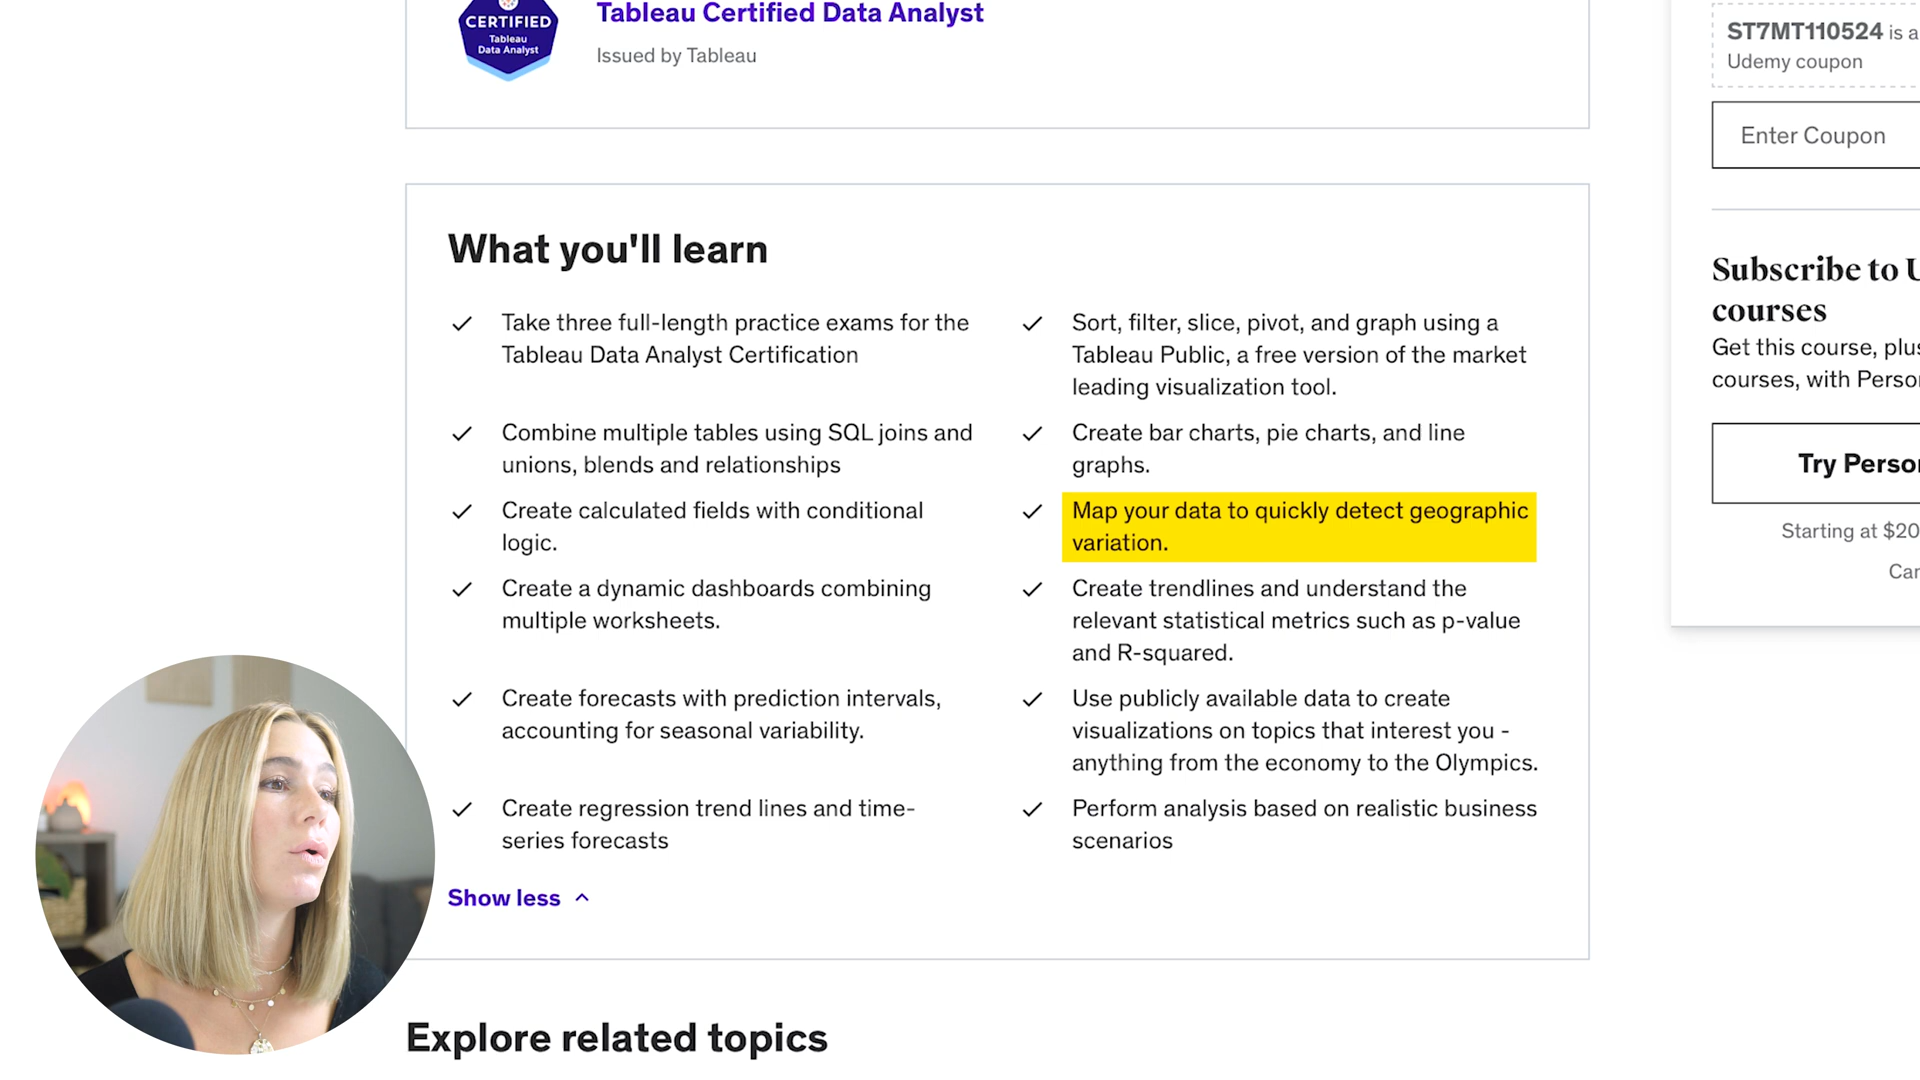 CERTIFIED
Tableau
Data Analyst
Tableau Certified Data Analyst
Issued by Tableau
ST7MT110524 is a
Udemy coupon
Enter Coupon
What you'll learn
Take three full-length practice exams for the
Tableau Data Analyst Certification
Sort, filter, slice, pivot, and graph using a
Tableau Public, a free version of the market
leading visualization tool.
Combine multiple tables using SQL joins and
unions, blends and relationships
Create bar charts, pie charts, and line
graphs.
Create calculated fields with conditional
logic.
Map your data to quickly detect geographic
variation.
Create a dynamic dashboards combining
multiple worksheets.
Create trendlines and understand the
relevant statistical metrics such as p-value
and R-squared.
Create forecasts with prediction intervals,
accounting for seasonal variability.
Use publicly available data to create
visualizations on topics that interest you -
anything from the economy to the Olympics.
Create regression trend lines and time-
series forecasts
Perform analysis based on realistic business
scenarios
Show less
Explore related topics
Subscribe to U
courses
Get this course, plus
courses, with Person
Try Person
Starting at $20
Can